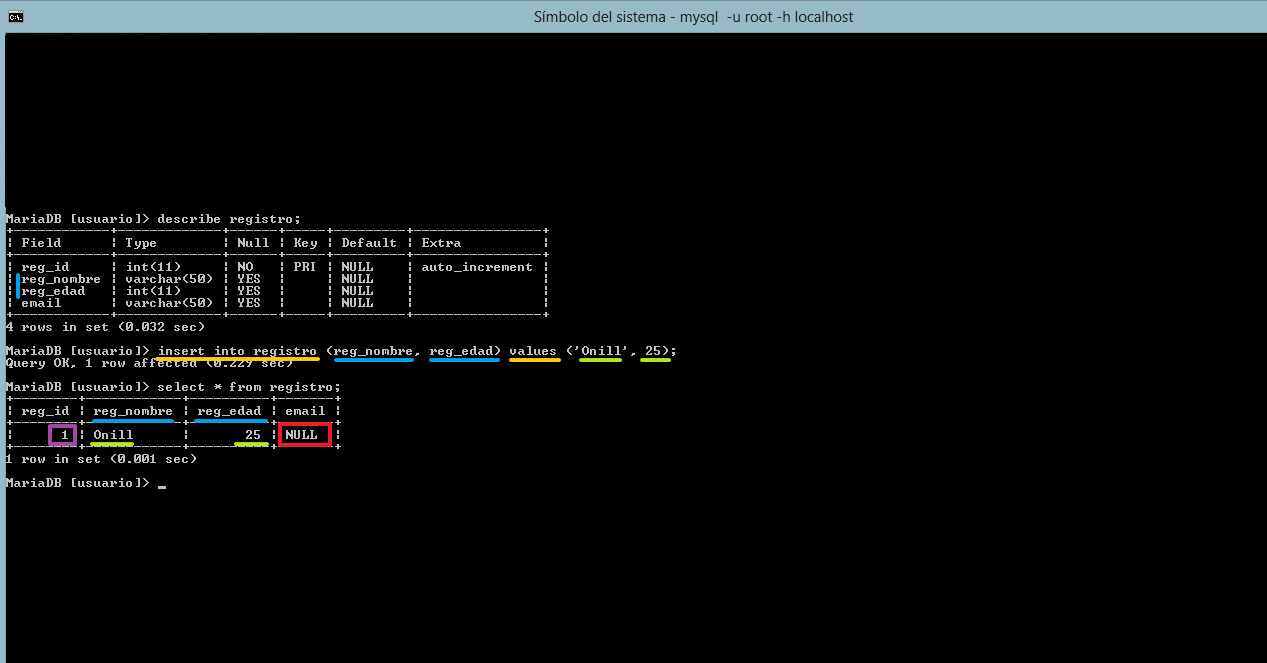 Símbolo del sistema - mysql  -u root -h localhost
MariaDB [usuario]> describe registro;
+------------+-------------+------+-----+---------+----------------+
| Field      | Type        | Null | Key | Default | Extra          |
+------------+-------------+------+-----+---------+----------------+
| reg_id     | int(11)     | NO   | PRI | NULL    | auto_increment |
| reg_nombre | varchar(50) | YES  |     | NULL    |                |
| reg_edad   | int(11)     | YES  |     | NULL    |                |
| email      | varchar(50) | YES  |     | NULL    |                |
+------------+-------------+------+-----+---------+----------------+
4 rows in set (0.032 sec)
MariaDB [usuario]> insert into registro (reg_nombre, reg_edad) values ('Onill', 25);
Query OK, 1 row affected (0.229 sec)
MariaDB [usuario]> select * from registro;
+--------+------------+----------+-------+
| reg_id | reg_nombre | reg_edad | email |
+--------+------------+----------+-------+
|      1 | Onill      |       25 | NULL  |
+--------+------------+----------+-------+
1 row in set (0.001 sec)
MariaDB [usuario]> _